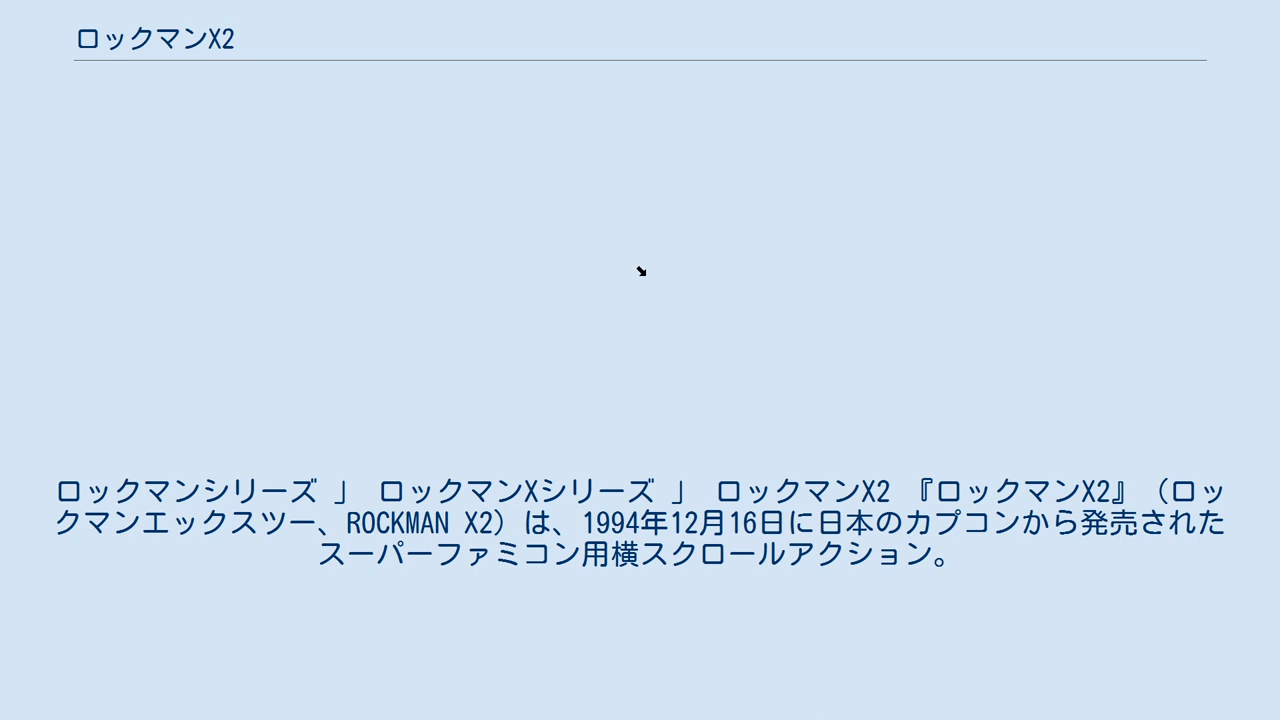 ロックマンX2
ロックマンシリーズ 」 ロックマンXシリーズ 」 ロックマンX2 『ロックマンX2』（ロッ
クマンエックスツー、ROCKMAN X2）は、1994年12月16日に日本のカプコンから発売された
スーパーファミコン用横スクロールアクション。